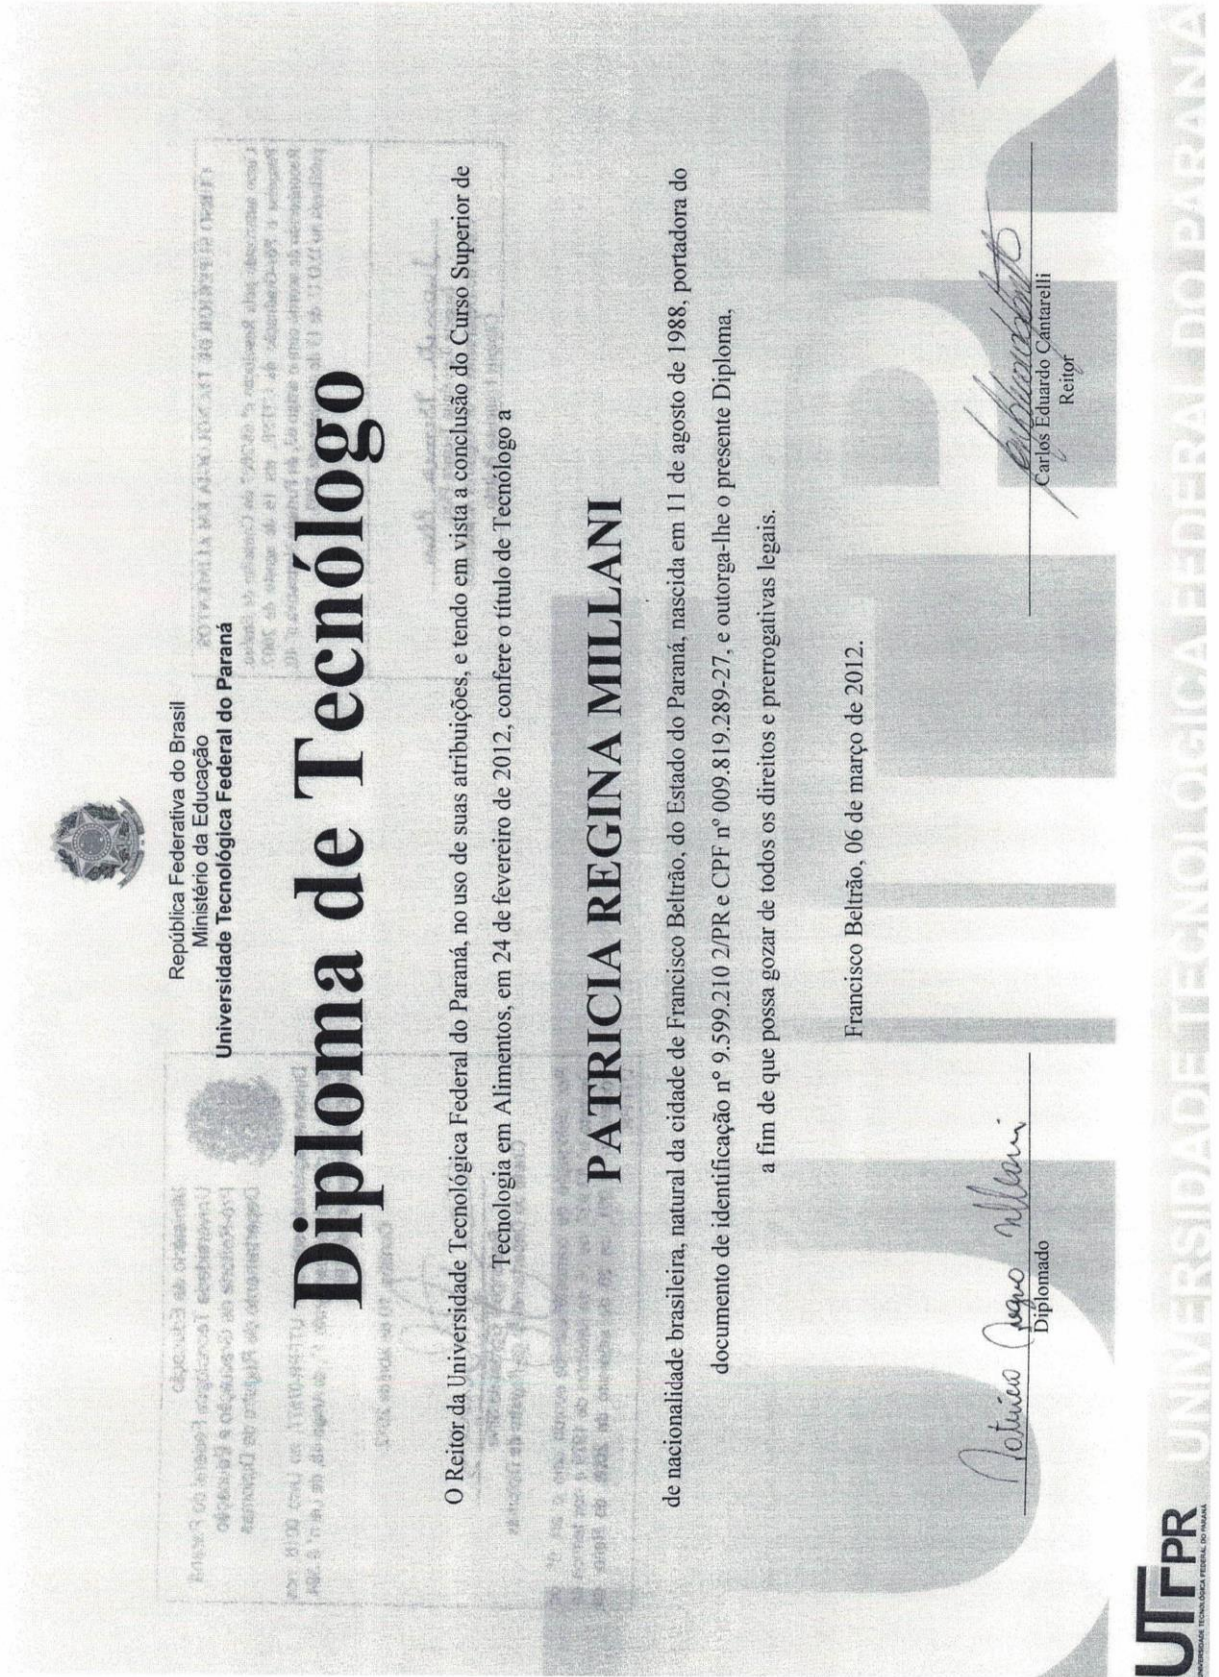 República Federativa do Brasil
Ministério da Educação
Universidade Tecnológica Federal do Paraná
Diploma de Tecnólogo
O Reitor da Universidade Tecnológica Federal do Paraná, no uso de suas atribuições, e tendo em vista a conclusão do Curso Superior de
Tecnologia em Alimentos, em 24 de fevereiro de 2012, confere o título de Tecnólogo a
PATRICIA REGINA MILLANI
de nacionalidade brasileira, natural da cidade de Francisco Beltrão, do Estado do Paraná, nascida em 11 de agosto de 1988, portadora do
documento de identificação nº 9.599.210 2/PR e CPF nº 009.819.289-27, e outorga-lhe o presente Diploma,
a fim de que possa gozar de todos os direitos e prerrogativas legais.
Francisco Beltrão, 06 de março de 2012.
Diplomado
Carlos Eduardo Cantarelli
Reitor
UTFPR
UNIVERSIDADE TECNOLÓGICA FEDERAL DO PARANÁ
UNIVERSIDADE TECNOLÓGICA FEDERAL DO PARANÁ